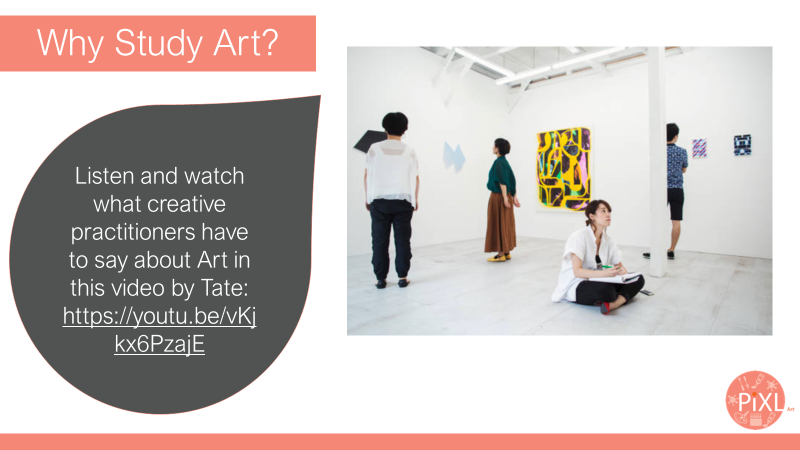 Why Study Art?
Listen and watch
what creative
practitioners have
to say about Art in
this video by Tate:
https://youtu.be/vKj
kx6PzajE
PiXL
Art